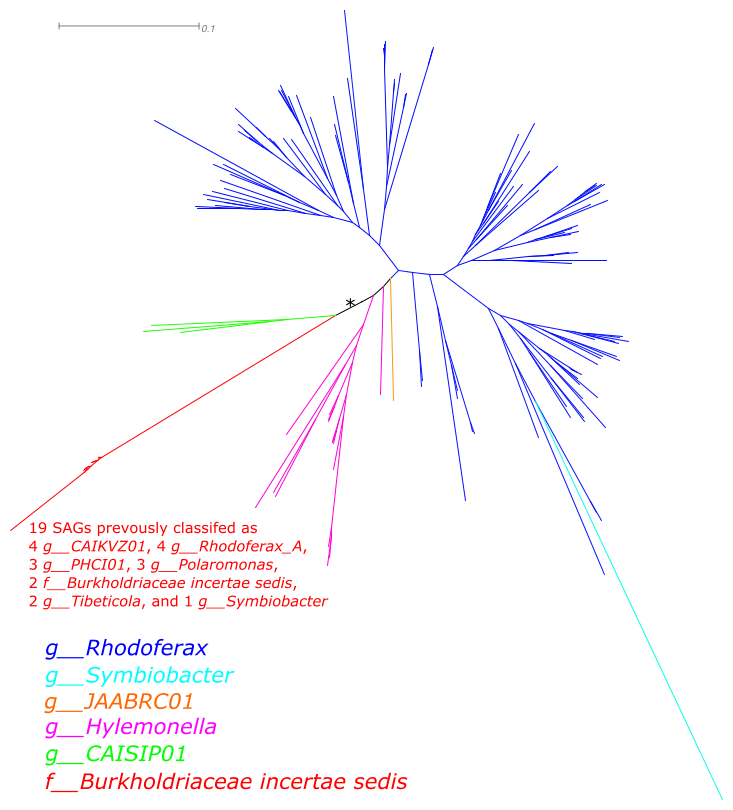 0.1
*
19 SAGs prevously classifed as
4 g__CAIKVZ01, 4 g__Rhodoferax_A,
3 g__PHCI01, 3 g__Polaromonas,
2 f__Burkholdriaceae incertae sedis,
2 g__Tibeticola, and 1 g__Symbiobacter
g__Rhodoferax
g__Symbiobacter
g__JAABRC01
g__Hylemonella
g__CAISIP01
f__Burkholdriaceae incertae sedis